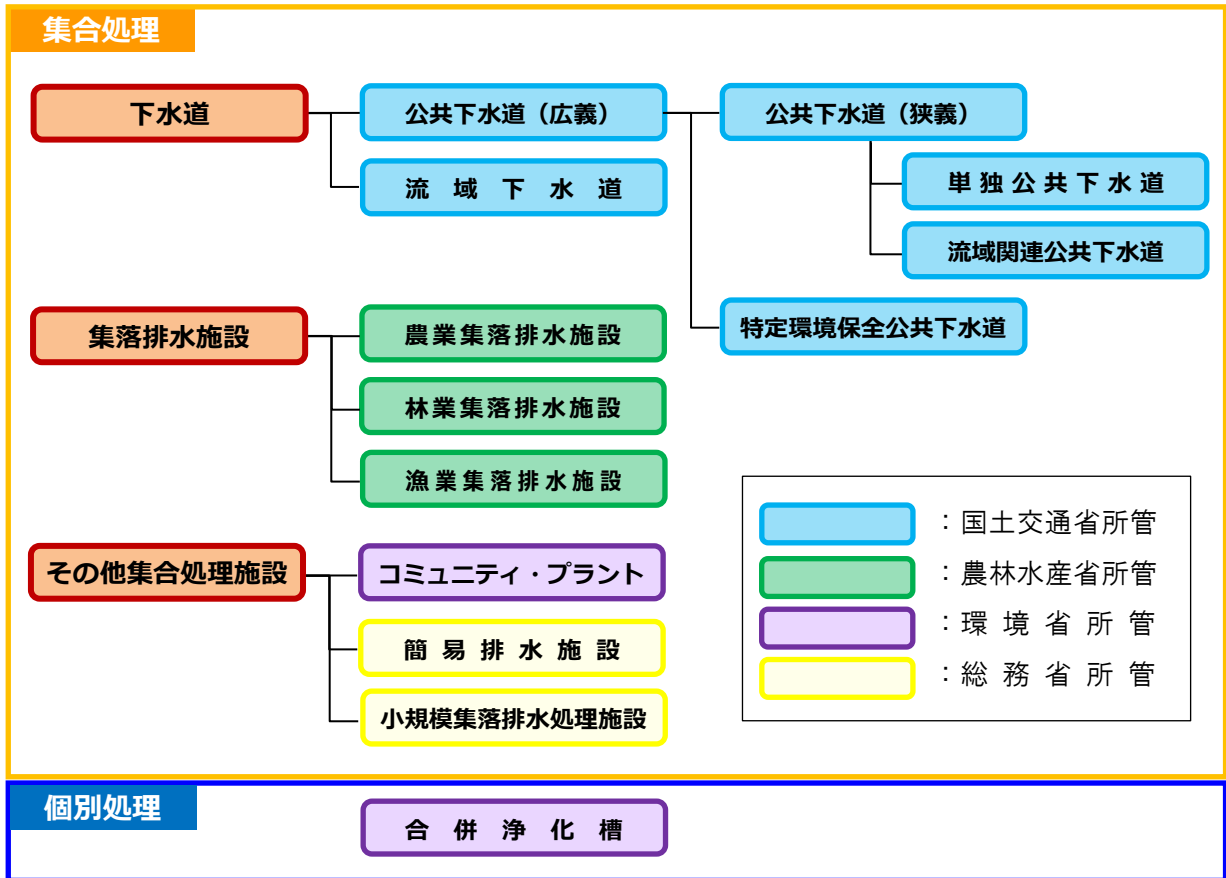 集合処理
下水道
公共下水道（広義）
公共下水道（狭義）
流域下水道
単独公共下水道
流域関連公共下水道
集落排水施設
農業集落排水施設
特定環境保全公共下水道
林業集落排水施設
漁業集落排水施設
その他集合処理施設
コミュニティ・プラント
簡易排水施設
小規模集落排水処理施設
：国土交通省所管
：農林水産省所管
：環境省所管
：総務省所管
個別処理
合併浄化槽